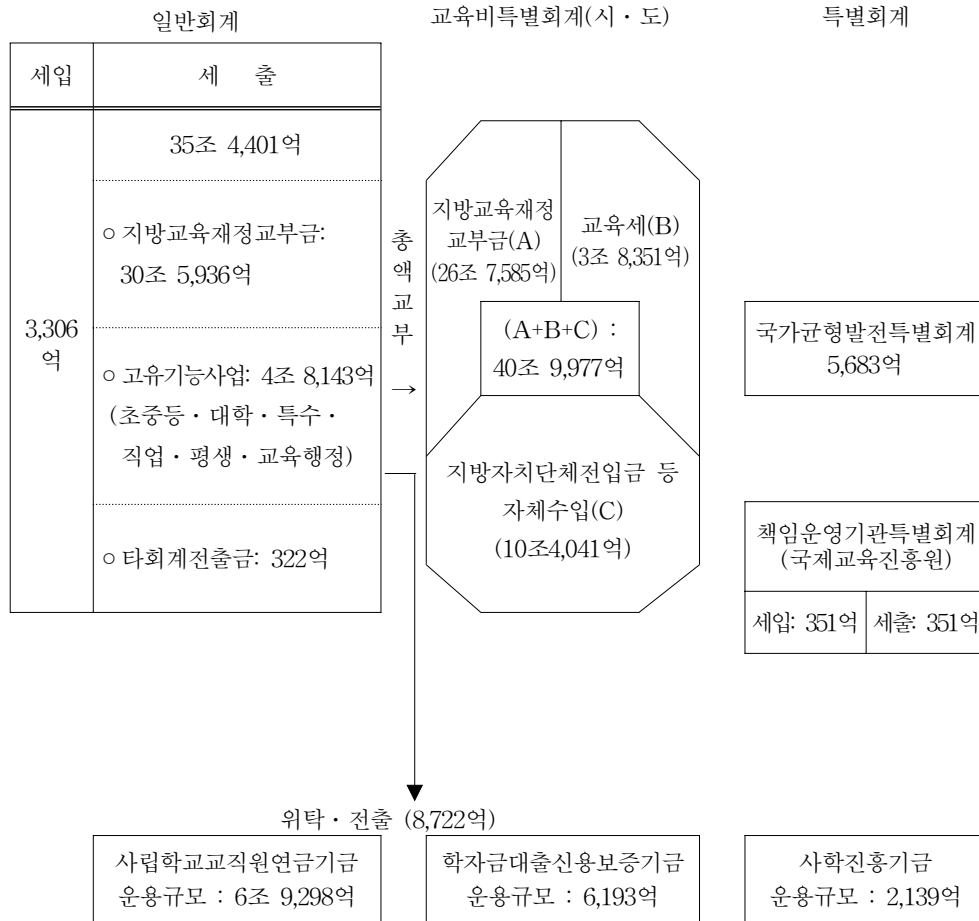 일반회계
교육비특별회계(시·도)
특별회계
세입
세 출
3,306
억
35조 4,401억
○ 지방교육재정교부금:
30조 5,936억
○ 고유기능사업: 4조 8,143억
(초중등·대학·특수·
직업·평생·교육행정)
○ 타회계전출금: 322억
총
액
교
부
→
지방교육재정
교부금(A)
(26조 7,585억)
교육세(B)
(3조 8,351억)
(A+B+C) :
40조 9,977억
지방자치단체전입금 등
자체수입(C)
(10조4,041억)
국가균형발전특별회계
5,683억
책임운영기관특별회계
(국제교육진흥원)
세입: 351억
세출: 351억
위탁·전출 (8,722억)
사립학교교직원연금기금
운용규모 : 6조 9,298억
학자금대출신용보증기금
운용규모 : 6,193억
사학진흥기금
운용규모 : 2,139억